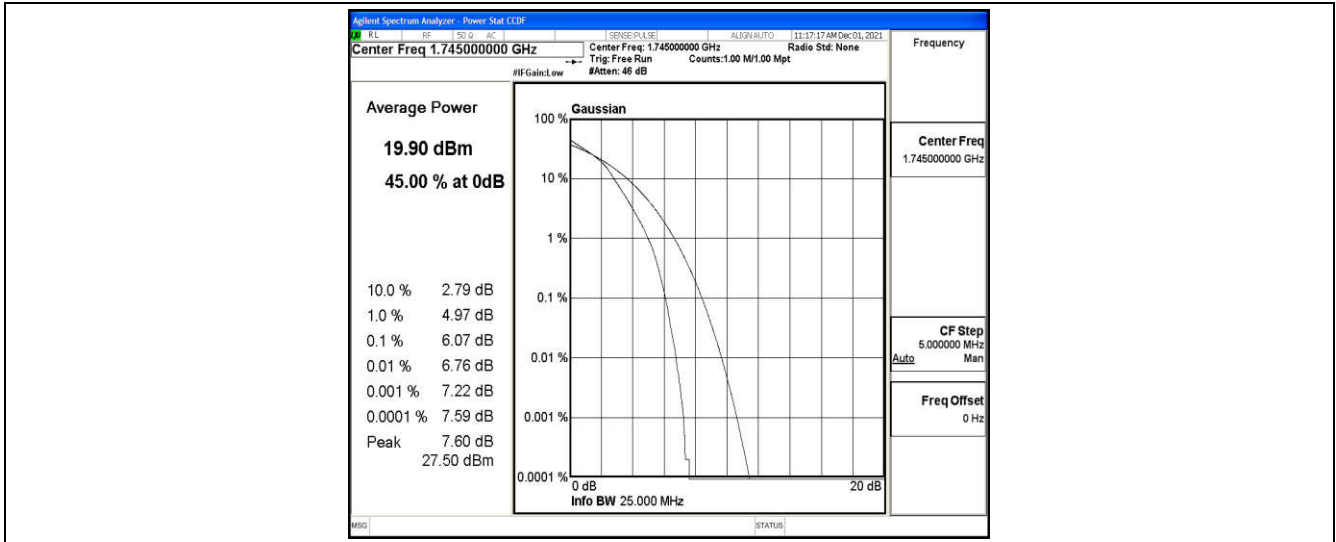 Agilent Spectrum Analyzer - Power Stat CCDF
RL RF 50 Ω AC SENSE:PULSE ALIGN AUTO 11:17:17 AM Dec 01, 2021
Center Freq 1.745000000 GHz
Center Freq: 1.745000000 GHz Radio Std: None
Trig: Free Run Counts:1.00 M/1.00 Mpt
#IFGain:Low #Atten: 46 dB
Frequency
Average Power
19.90 dBm
45.00 % at 0dB
10.0 % 2.79 dB
1.0 % 4.97 dB
0.1 % 6.07 dB
0.01 % 6.76 dB
0.001 % 7.22 dB
0.0001 % 7.59 dB
Peak 7.60 dB
27.50 dBm
Gaussian
100 %
10 %
1 %
0.1 %
0.01 %
0.001 %
0.0001 %
0 dB 20 dB
Info BW 25.000 MHz
Center Freq
1.745000000 GHz
CF Step
5.000000 MHz
Auto Man
Freq Offset
0 Hz
MSG STATUS